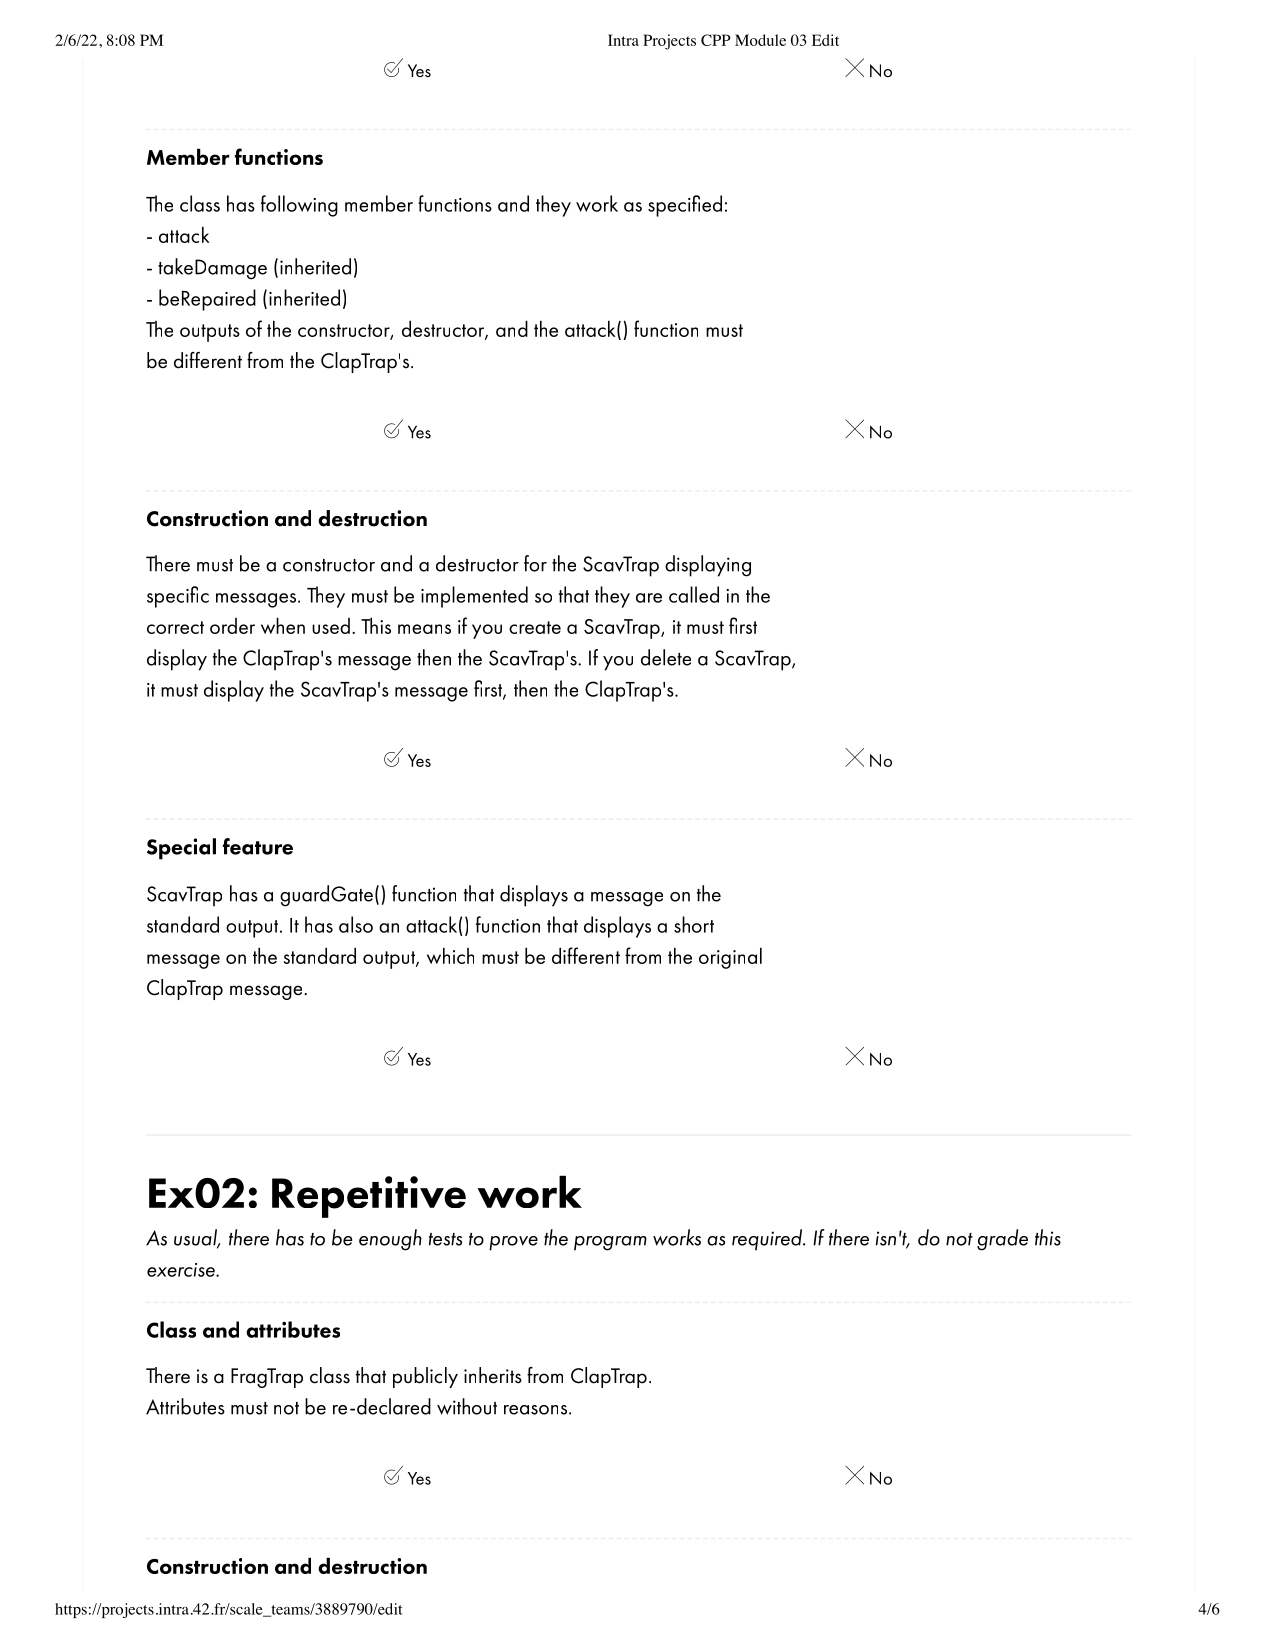 2/6/22, 8:08 PM Intra Projects CPP Module 03 Edit
Yes No
Member functions
The class has following member functions and they work as specified:
- attack
- takeDamage (inherited)
- beRepaired (inherited)
The outputs of the constructor, destructor, and the attack() function must
be different from the ClapTrap's.
Yes No
Construction and destruction
There must be a constructor and a destructor for the ScavTrap displaying
specific messages. They must be implemented so that they are called in the
correct order when used. This means if you create a ScavTrap, it must first
display the ClapTrap's message then the ScavTrap's. If you delete a ScavTrap,
it must display the ScavTrap's message first, then the ClapTrap's.
Yes No
Special feature
ScavTrap has a guardGate() function that displays a message on the
standard output. It has also an attack() function that displays a short
message on the standard output, which must be different from the original
ClapTrap message.
Yes No
Ex02: Repetitive work
As usual, there has to be enough tests to prove the program works as required. If there isn't, do not grade this
exercise.
Class and attributes
There is a FragTrap class that publicly inherits from ClapTrap.
Attributes must not be re-declared without reasons.
Yes No
Construction and destruction
https://projects.intra.42.fr/scale_teams/3889790/edit 4/6